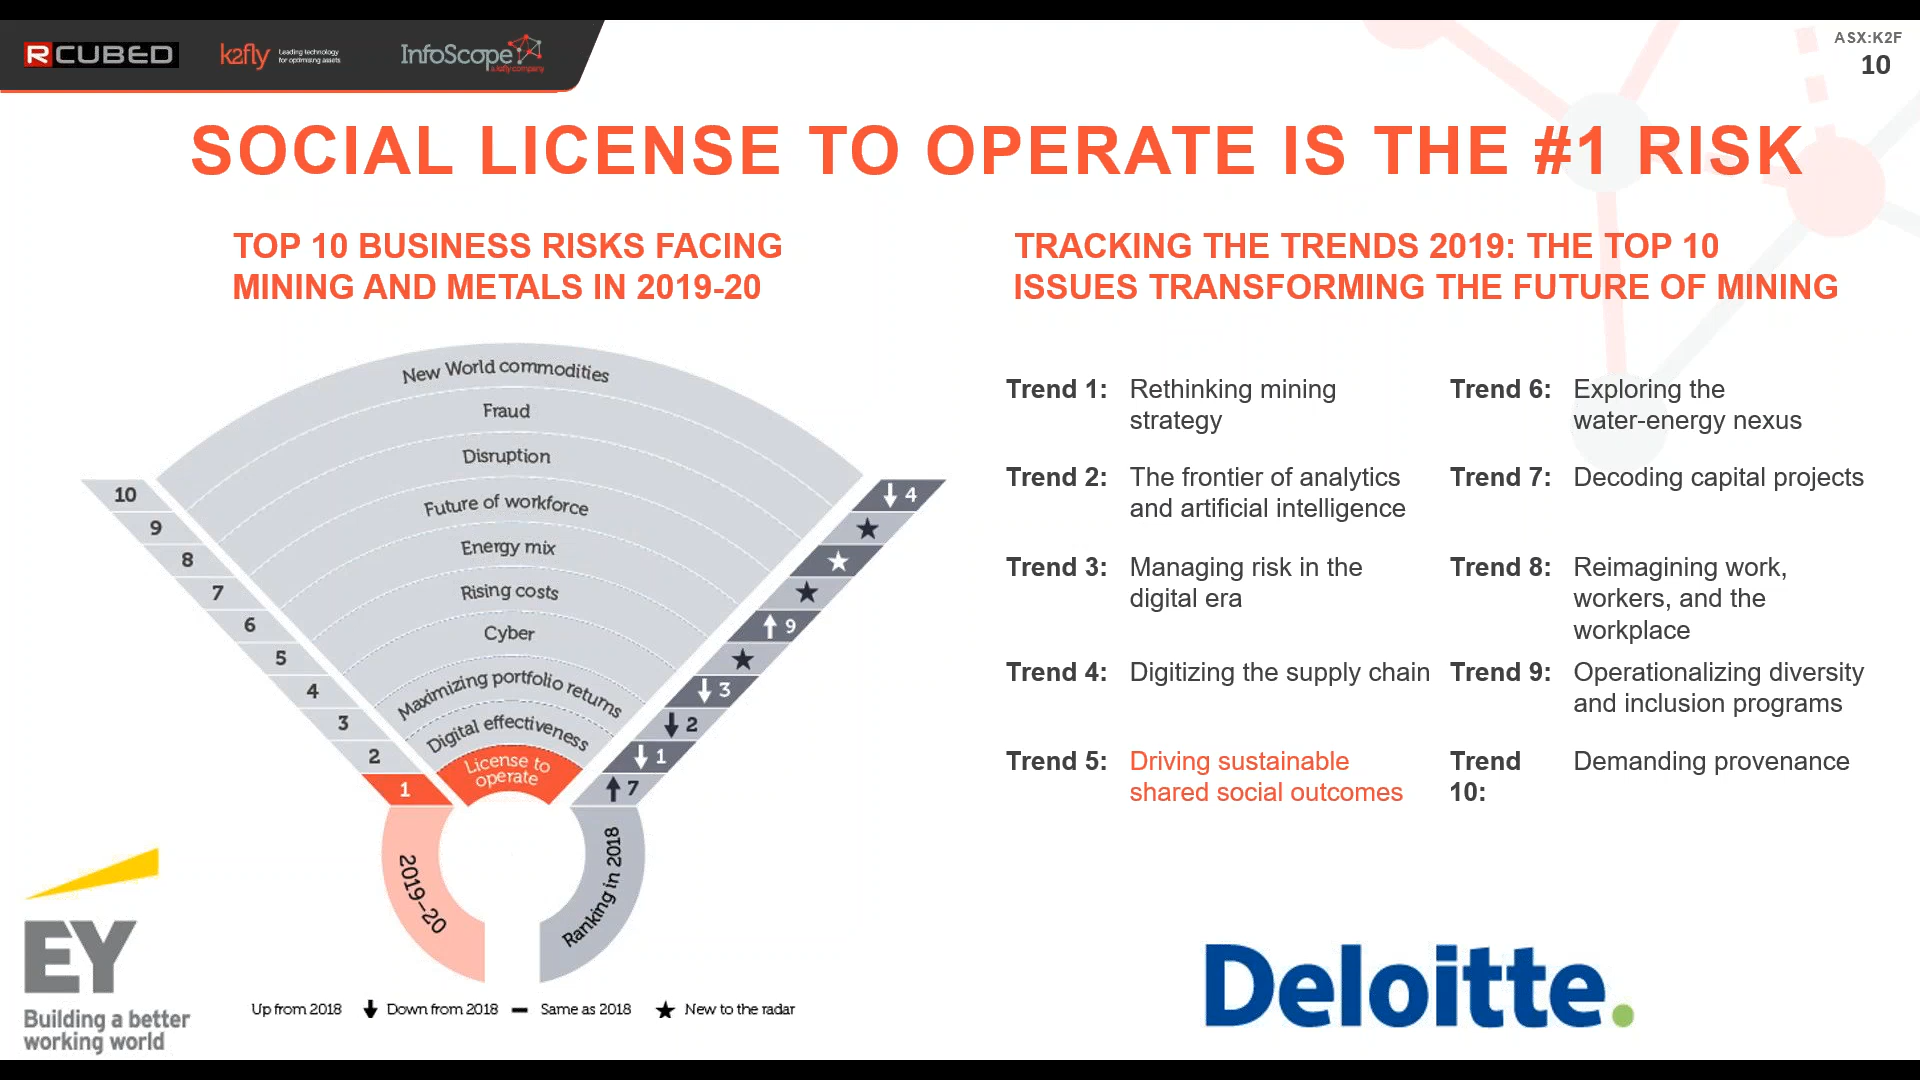 RCUBED
k2fly
Leading technology
for optimising assets
InfoScope
a k2fly company
ASX:K2F
10
SOCIAL LICENSE TO OPERATE IS THE #1 RISK
TOP 10 BUSINESS RISKS FACING
MINING AND METALS IN 2019-20
New World commodities
Fraud
Disruption
Future of workforce
Energy mix
Rising costs
Cyber
Maximizing portfolio returns
Digital effectiveness
License to
operate
10
9
8
7
6
5
4
3
2
1
4
9
3
2
1
7
2019–20
Ranking in 2018
Up from 2018
Down from 2018
Same as 2018
New to the radar
EY
Building a better
working world
TRACKING THE TRENDS 2019: THE TOP 10
ISSUES TRANSFORMING THE FUTURE OF MINING
Trend 1: Rethinking mining
strategy
Trend 2: The frontier of analytics
and artificial intelligence
Trend 3: Managing risk in the
digital era
Trend 4: Digitizing the supply chain
Trend 5: Driving sustainable
shared social outcomes
Trend 6: Exploring the
water-energy nexus
Trend 7: Decoding capital projects
Trend 8: Reimagining work,
workers, and the
workplace
Trend 9: Operationalizing diversity
and inclusion programs
Trend Demanding provenance
10:
Deloitte.